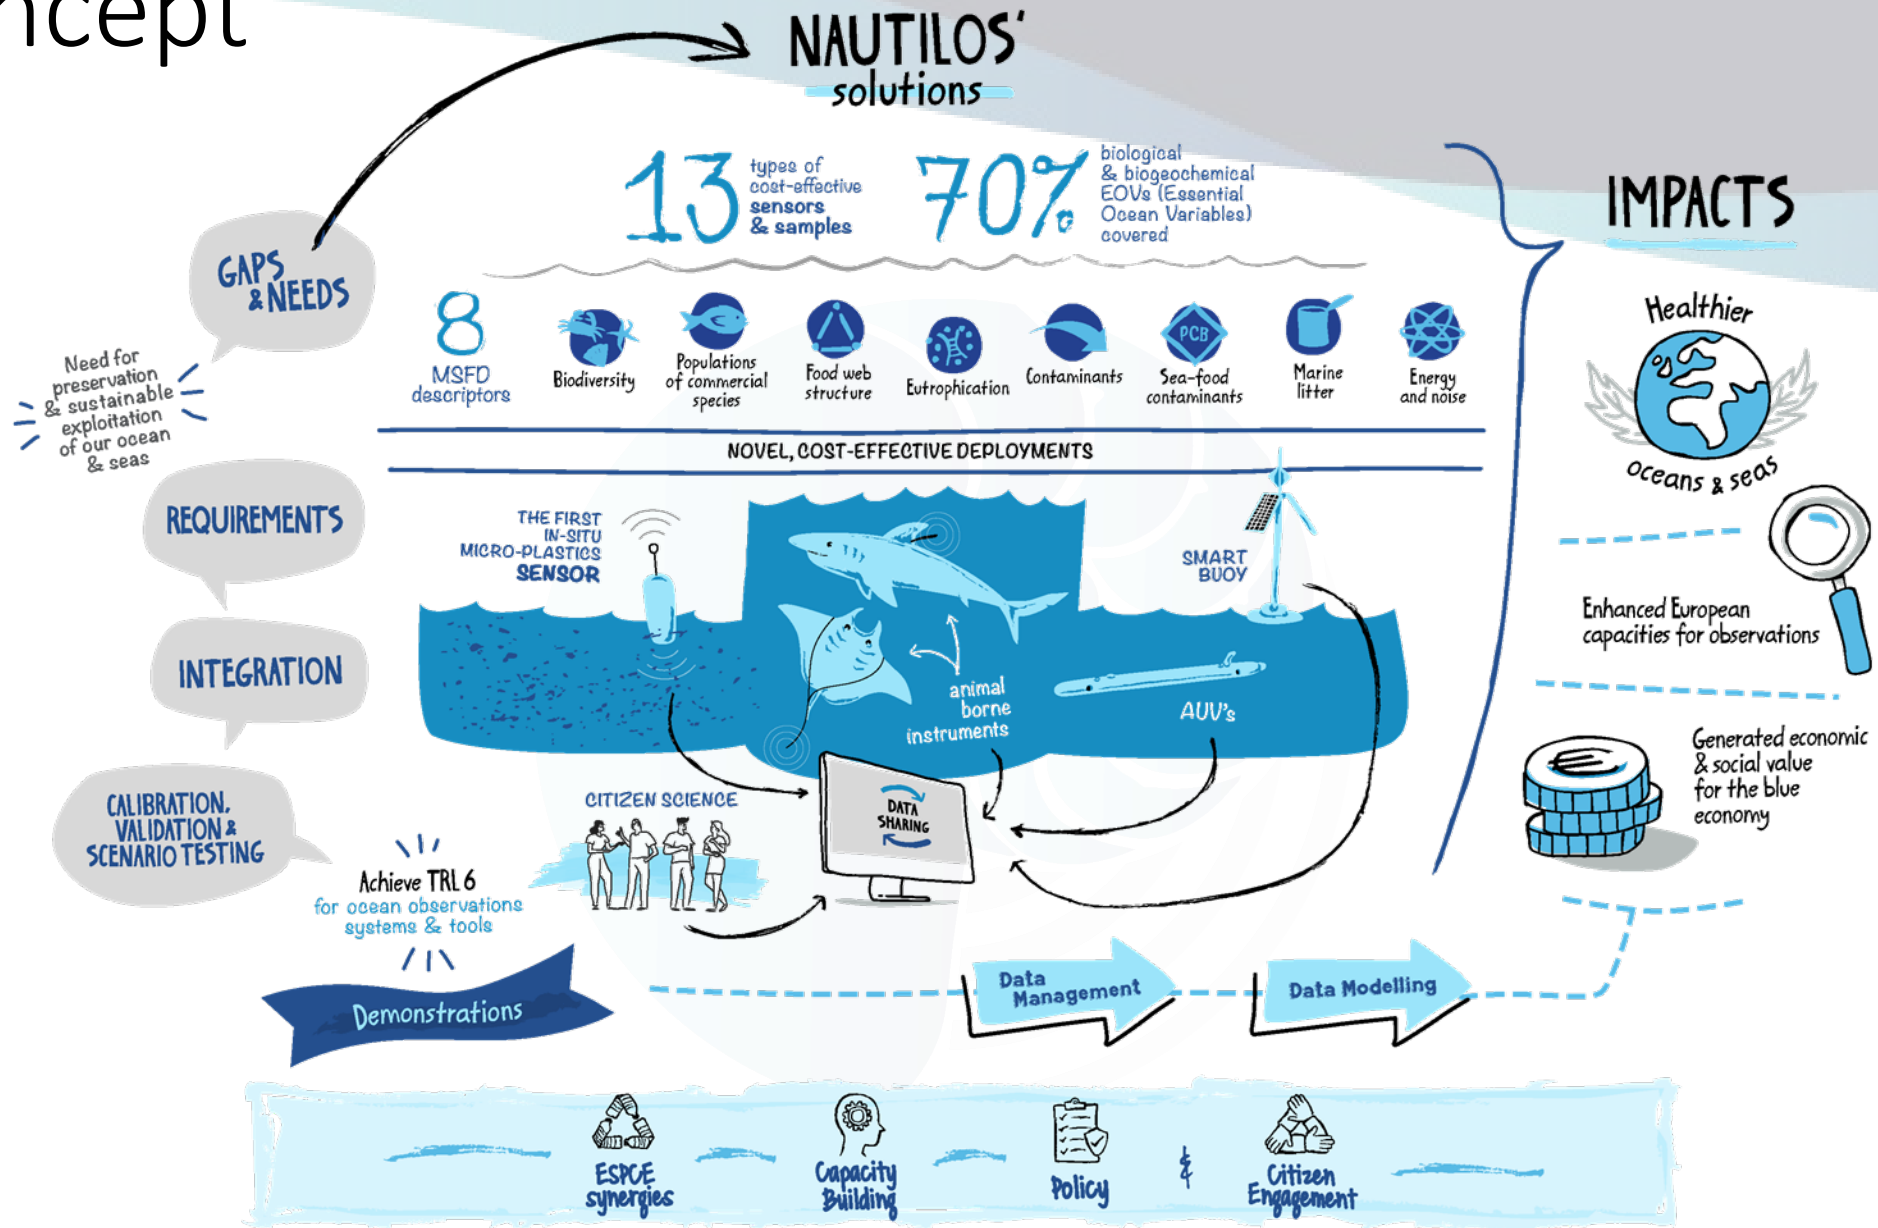 NAUTILOS'
solutions
13
types of
cost-effective
sensors
& samples
70%
biological
& biogeochemical
EOVs (Essential
Ocean Variables)
covered
GAPS
& NEEDS
Need for
preservation
& sustainable
exploitation
of our ocean
& seas
REQUIREMENTS
INTEGRATION
CALIBRATION,
VALIDATION &
SCENARIO TESTING
8
MSFD
descriptors
Biodiversity
Populations
of commercial
species
Food web
structure
Eutrophication
Contaminants
PCB
Sea-food
contaminants
Marine
litter
Energy
and noise
NOVEL, COST-EFFECTIVE DEPLOYMENTS
THE FIRST
IN-SITU
MICRO-PLASTICS
SENSOR
animal
borne
instruments
SMART
BUOY
AUV's
CITIZEN SCIENCE
DATA
SHARING
Achieve TRL 6
for ocean observations
systems & tools
Demonstrations
Data
Management
Data Modelling
IMPACTS
Healthier
oceans & seas
Enhanced European
capacities for observations
€
Generated economic
& social value
for the blue
economy
ESPCE
synergies
Capacity
Building
Policy
&
Citizen
Engagement